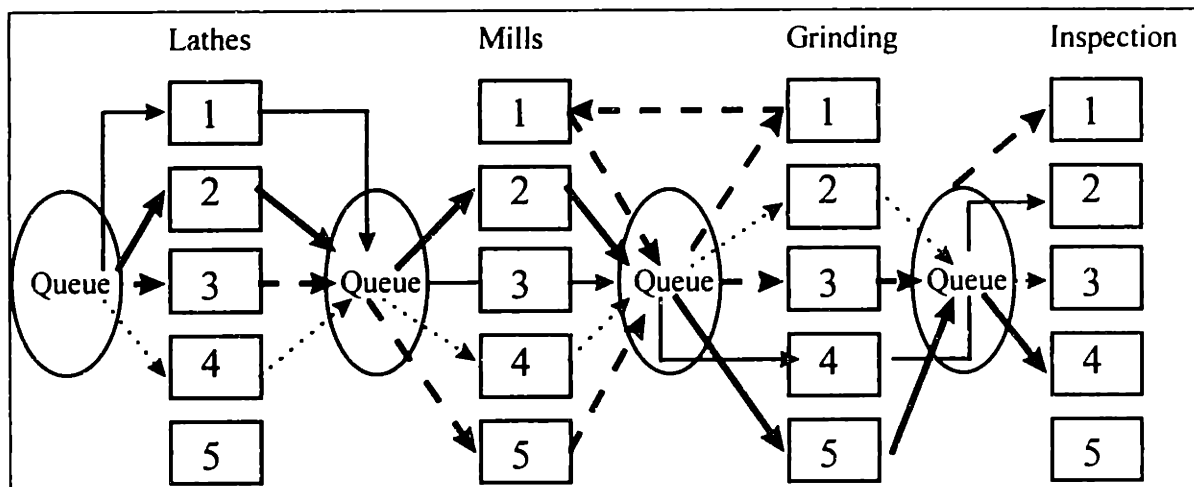 Lathes Mills Grinding Inspection
1 1 1 1
2 2 2 2
Queue 3 Queue 3 Queue 3 Queue 3
4 4 4 4
5 5 5 5